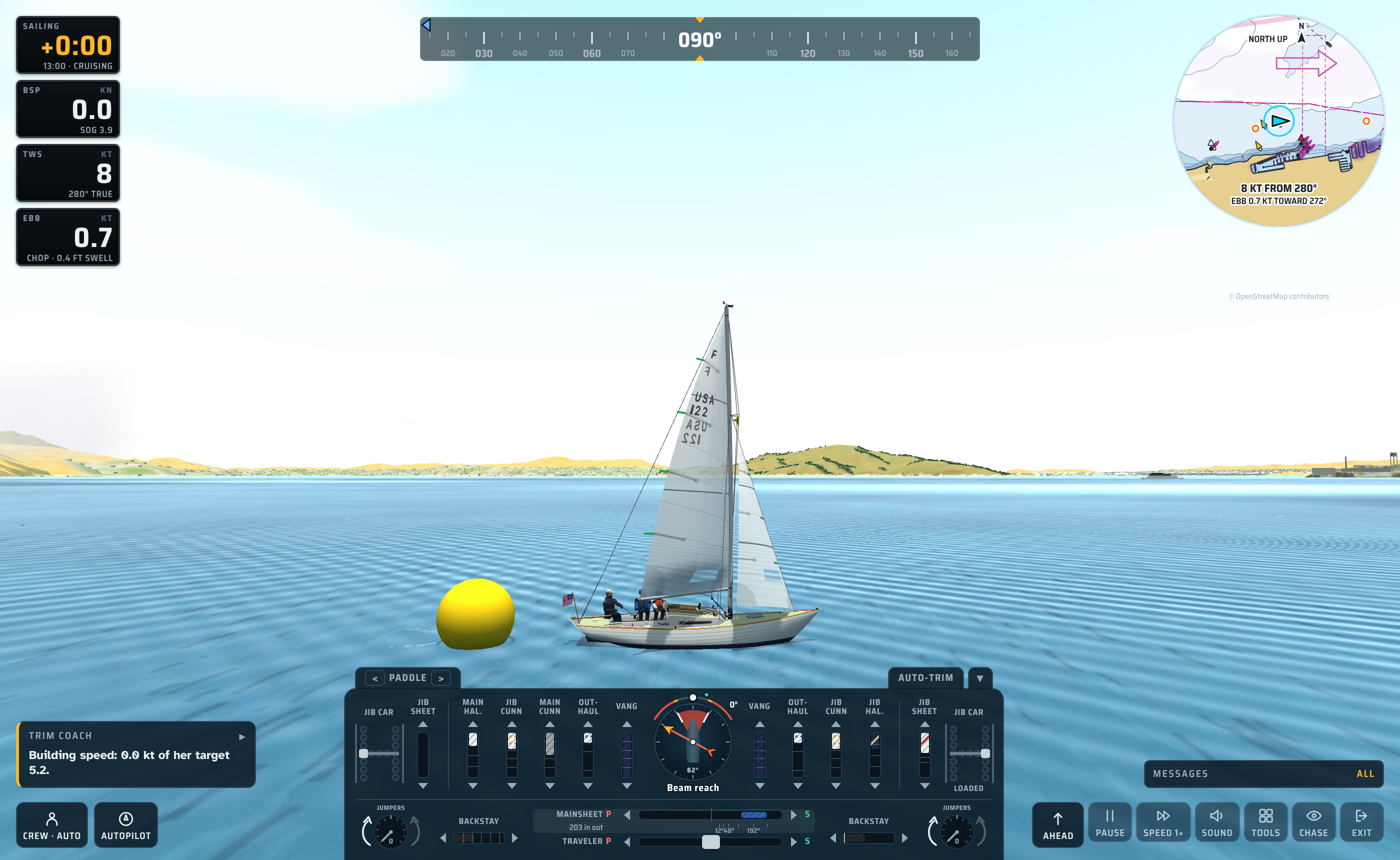 SAILING
+0:00
13:00 · CRUISING
BSP KN
0.0
SOG 3.9
TWS KT
8
280° TRUE
EBB KT
0.7
CHOP · 0.4 FT SWELL
020 030 040 050 060 070 090° 110 120 130 140 150 160
NORTH UP N
8 KT FROM 280°
EBB 0.7 KT TOWARD 272°
© OpenStreetMap contributors
F
F
USA
122
USA
122
< PADDLE >
AUTO-TRIM ▼
JIB CAR
JIB SHEET
MAIN HAL.
JIB CUNN
MAIN CUNN
OUT-HAUL
VANG
0°
62°
Beam reach
VANG
OUT-HAUL
JIB CUNN
JIB HAL.
JIB SHEET
JIB CAR
LOADED
JUMPERS
0
BACKSTAY
MAINSHEET P S
203 in out
12'48" 192"
TRAVELER P S
BACKSTAY
JUMPERS
0
TRIM COACH
Building speed: 0.0 kt of her target
5.2.
CREW · AUTO
AUTOPILOT
MESSAGES ALL
AHEAD
PAUSE
SPEED 1×
SOUND
TOOLS
CHASE
EXIT